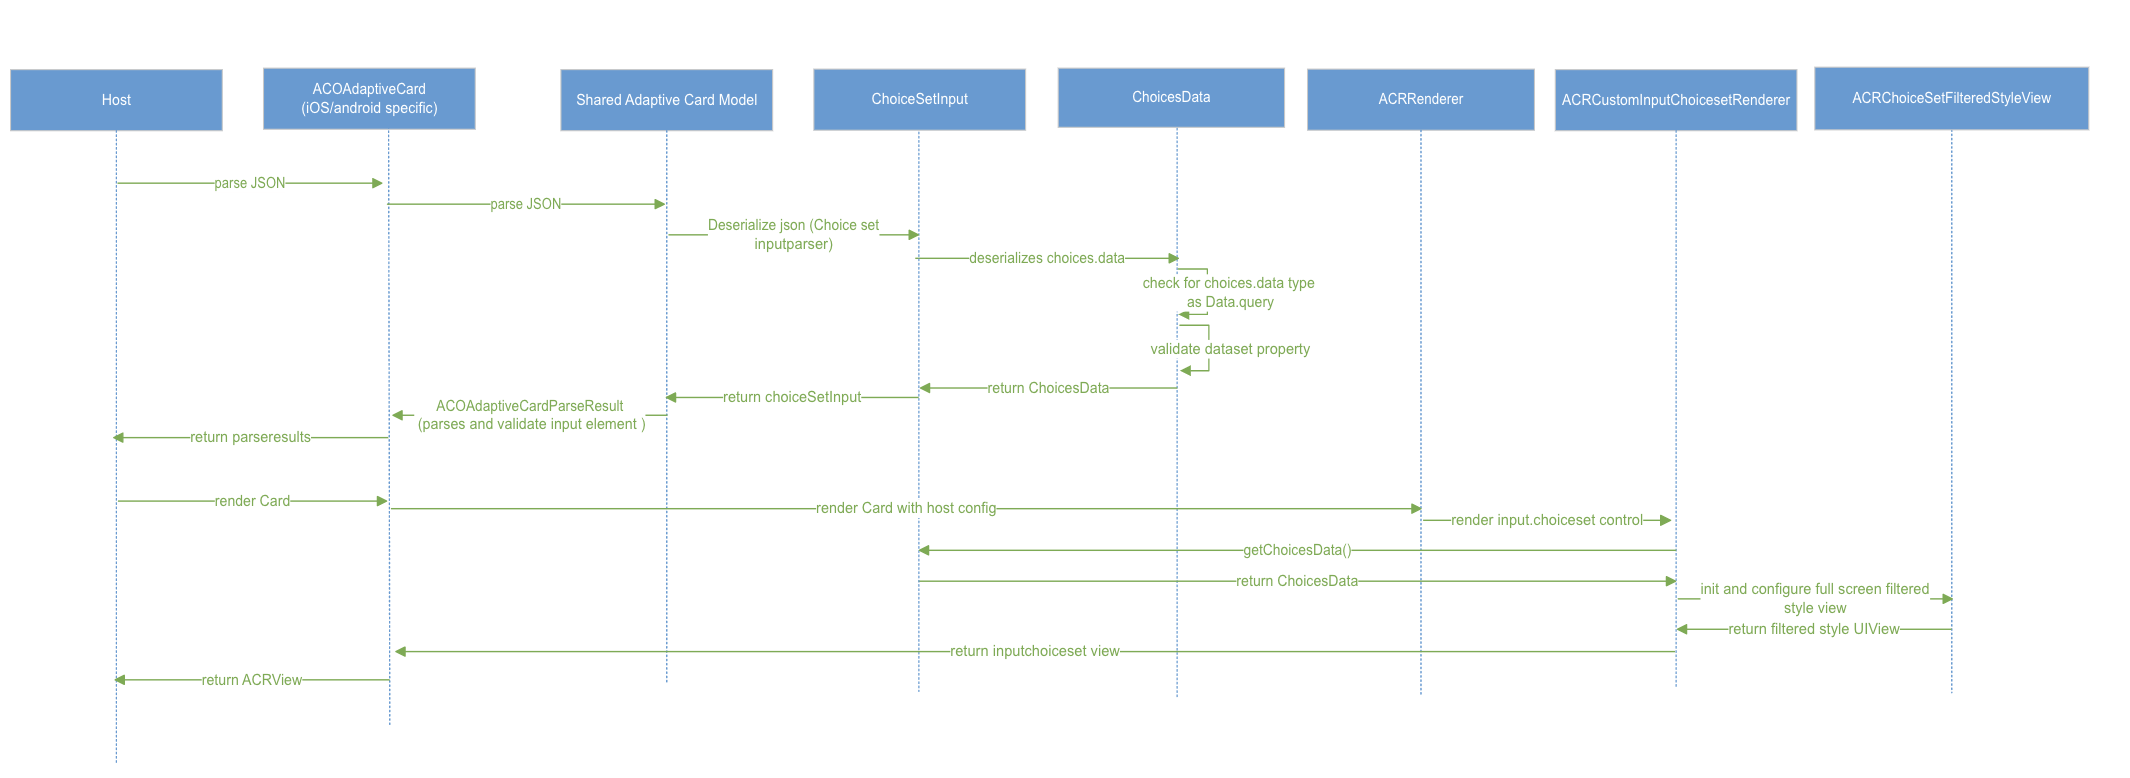 Host
ACOAdaptiveCard
(iOS/android specific)
Shared Adaptive Card Model
ChoiceSetInput
ChoicesData
ACRRenderer
ACRCustomInputChoicesetRenderer
ACRChoiceSetFilteredStyleView
parse JSON
parse JSON
Deserialize json (Choice set
inputparser)
deserializes choices.data
check for choices.data type
as Data.query
validate dataset property
return ChoicesData
return choiceSetInput
ACOAdaptiveCardParseResult
(parses and validate input element )
return parseresults
render Card
render Card with host config
render input.choiceset control
getChoicesData()
return ChoicesData
init and configure full screen filtered
style view
return filtered style UIView
return inputchoiceset view
return ACRView